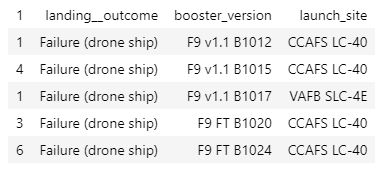 1 landing__outcome booster_version launch_site
1 Failure (drone ship) F9 v1.1 B1012 CCAFS LC-40
4 Failure (drone ship) F9 v1.1 B1015 CCAFS LC-40
1 Failure (drone ship) F9 v1.1 B1017 VAFB SLC-4E
3 Failure (drone ship) F9 FT B1020 CCAFS LC-40
6 Failure (drone ship) F9 FT B1024 CCAFS LC-40